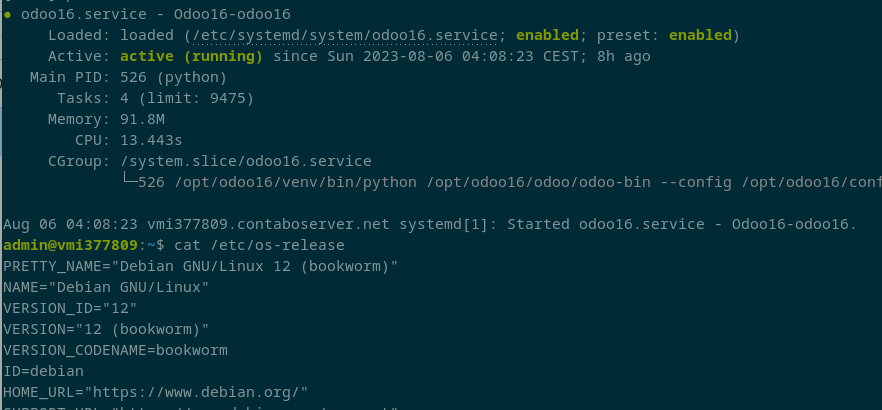 ● odoo16.service - Odoo16-odoo16
     Loaded: loaded (/etc/systemd/system/odoo16.service; enabled; preset: enabled)
     Active: active (running) since Sun 2023-08-06 04:08:23 CEST; 8h ago
   Main PID: 526 (python)
      Tasks: 4 (limit: 9475)
     Memory: 91.8M
        CPU: 13.443s
     CGroup: /system.slice/odoo16.service
             └─526 /opt/odoo16/venv/bin/python /opt/odoo16/odoo/odoo-bin --config /opt/odoo16/conf
Aug 06 04:08:23 vmi377809.contaboserver.net systemd[1]: Started odoo16.service - Odoo16-odoo16.
admin@vmi377809:~$ cat /etc/os-release
PRETTY_NAME="Debian GNU/Linux 12 (bookworm)"
NAME="Debian GNU/Linux"
VERSION_ID="12"
VERSION="12 (bookworm)"
VERSION_CODENAME=bookworm
ID=debian
HOME_URL="https://www.debian.org/"